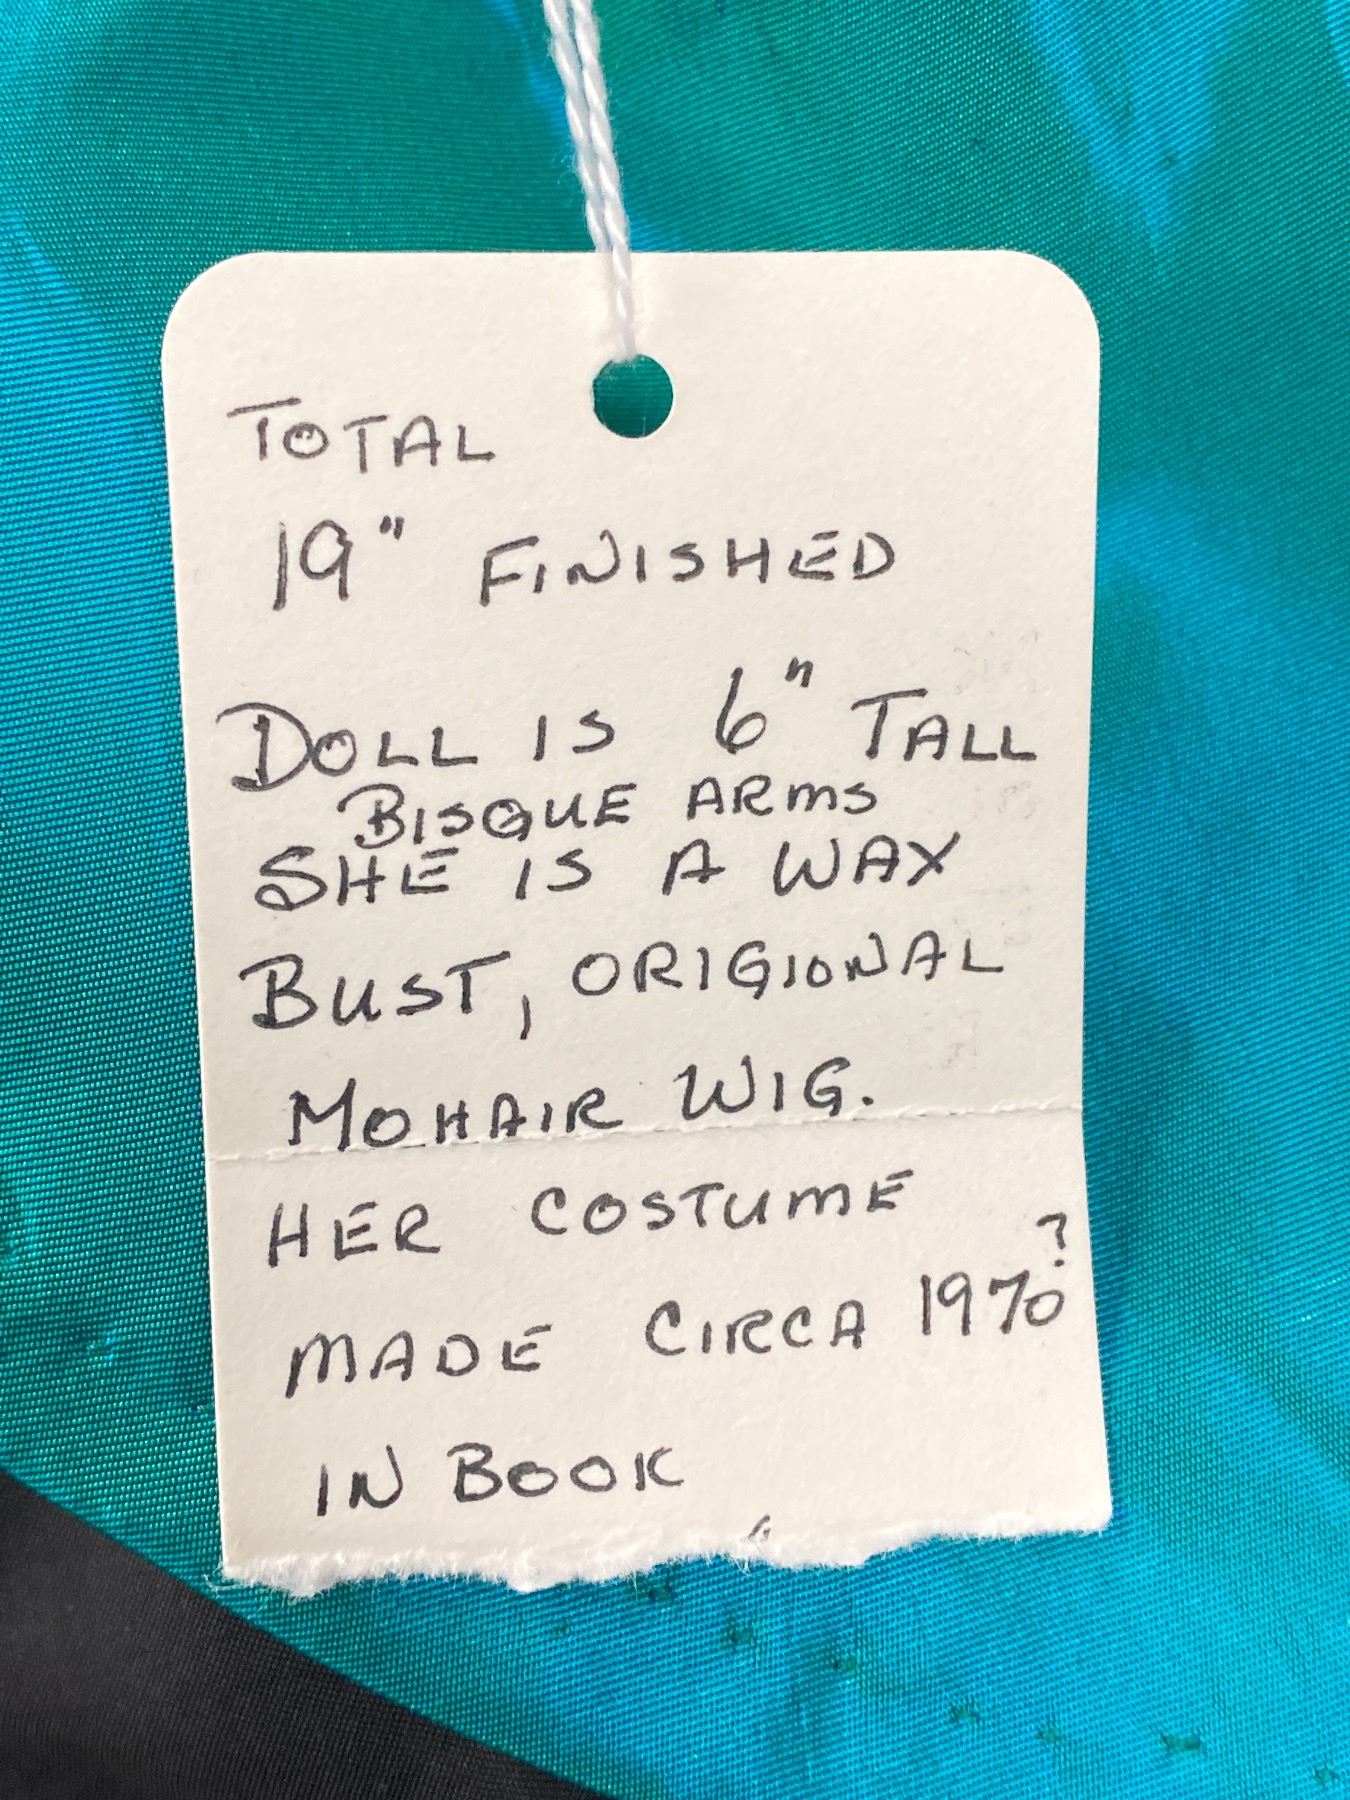 TOTAL
19" FINISHED
DOLL IS 6" TALL
BISQUE ARMS
SHE IS A WAX
BUST, ORIGIONAL
MOHAIR WIG.
HER COSTUME
MADE CIRCA 1970?
IN BOOK